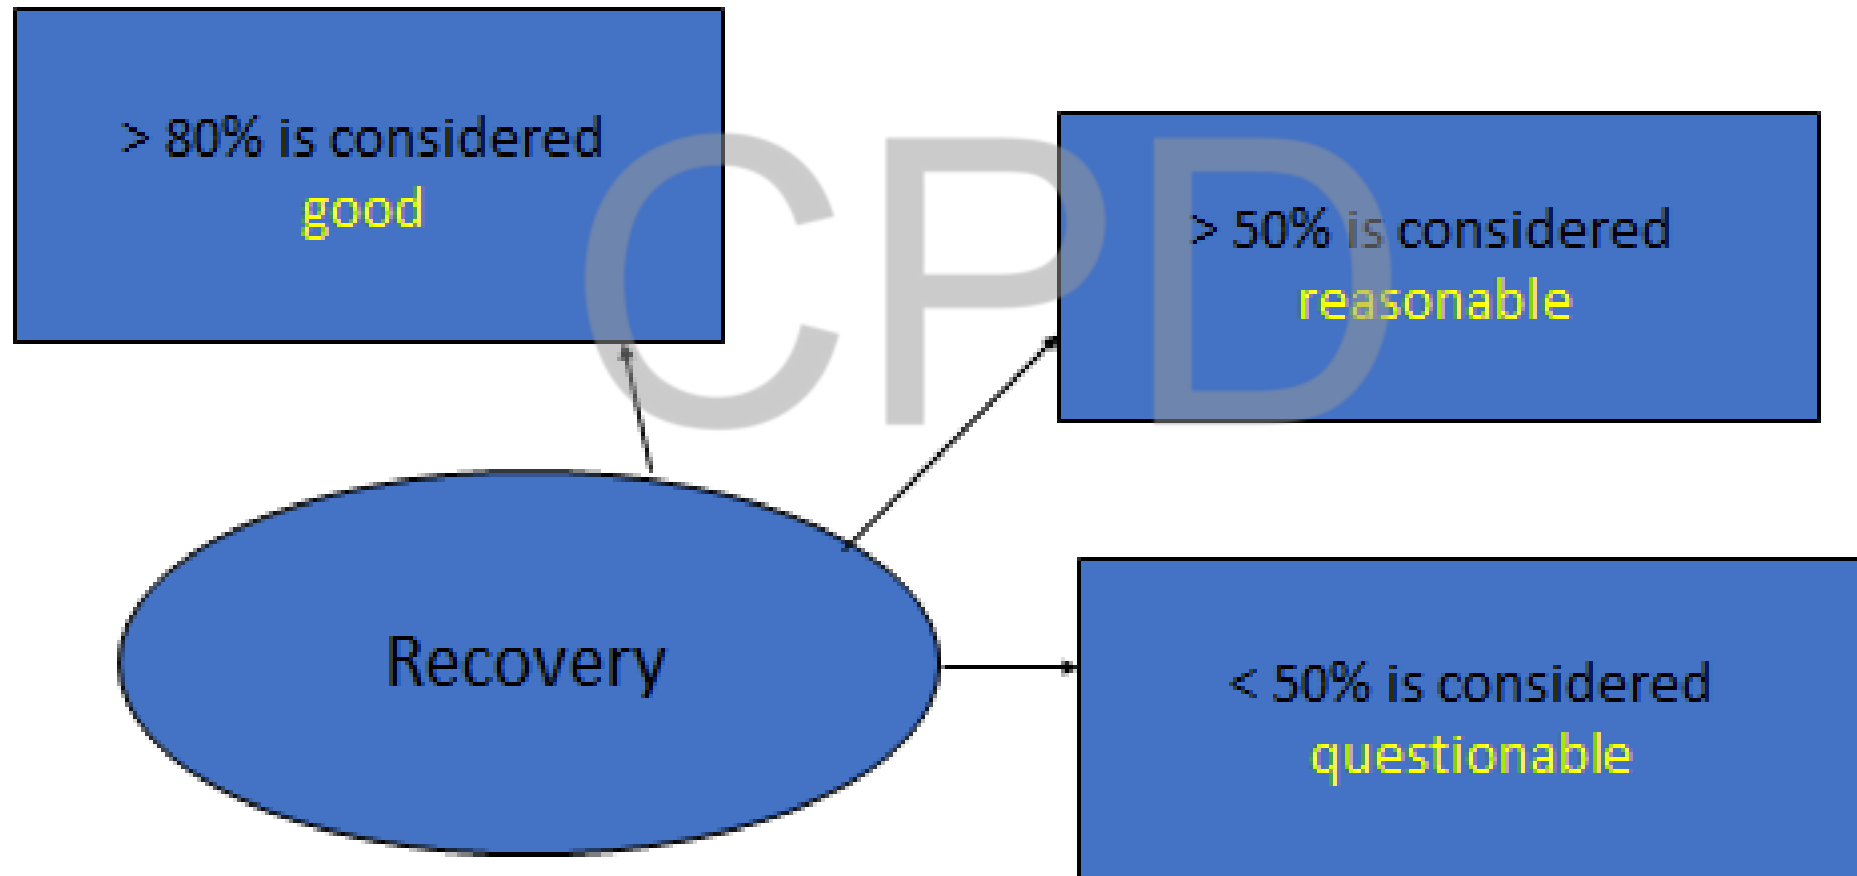 > 80% is considered
good
> 50% is considered
reasonable
CPD
Recovery
< 50% is considered
questionable